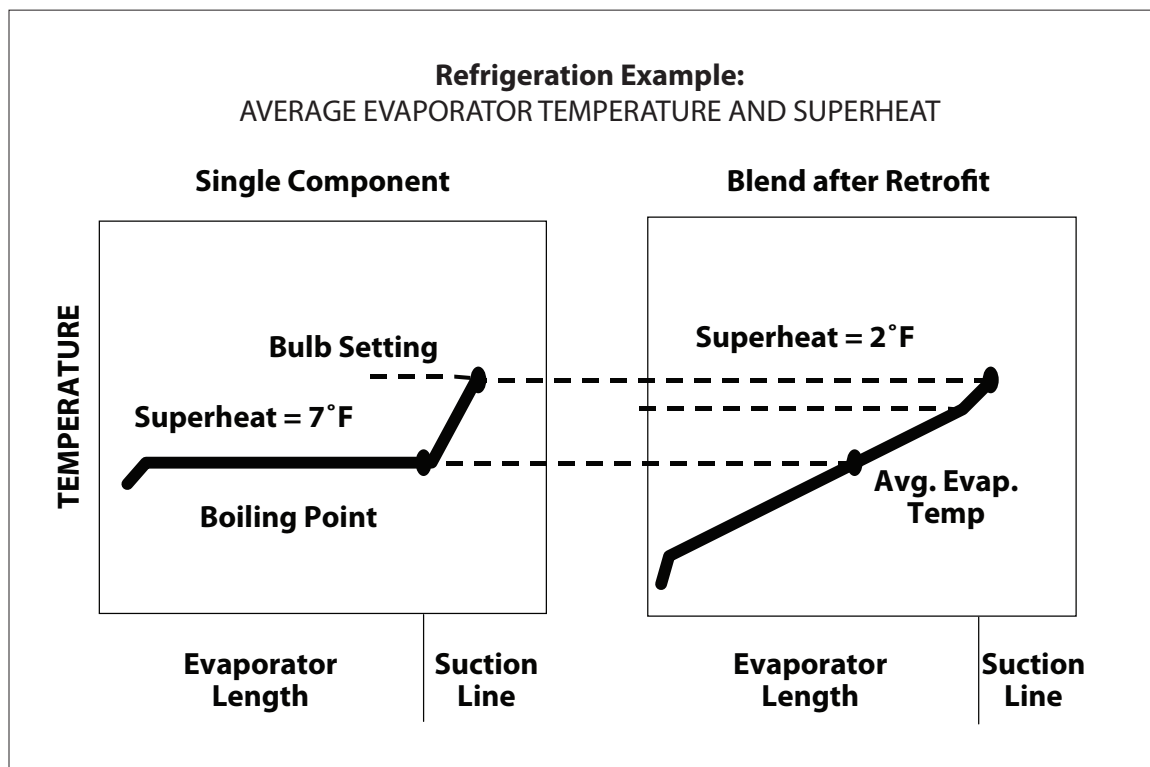 Refrigeration Example:
AVERAGE EVAPORATOR TEMPERATURE AND SUPERHEAT
Single Component
Blend after Retrofit
TEMPERATURE
Bulb Setting
Superheat = 7˚F
Boiling Point
Superheat = 2˚F
Avg. Evap.
Temp
Evaporator
Length
Suction
Line
Evaporator
Length
Suction
Line